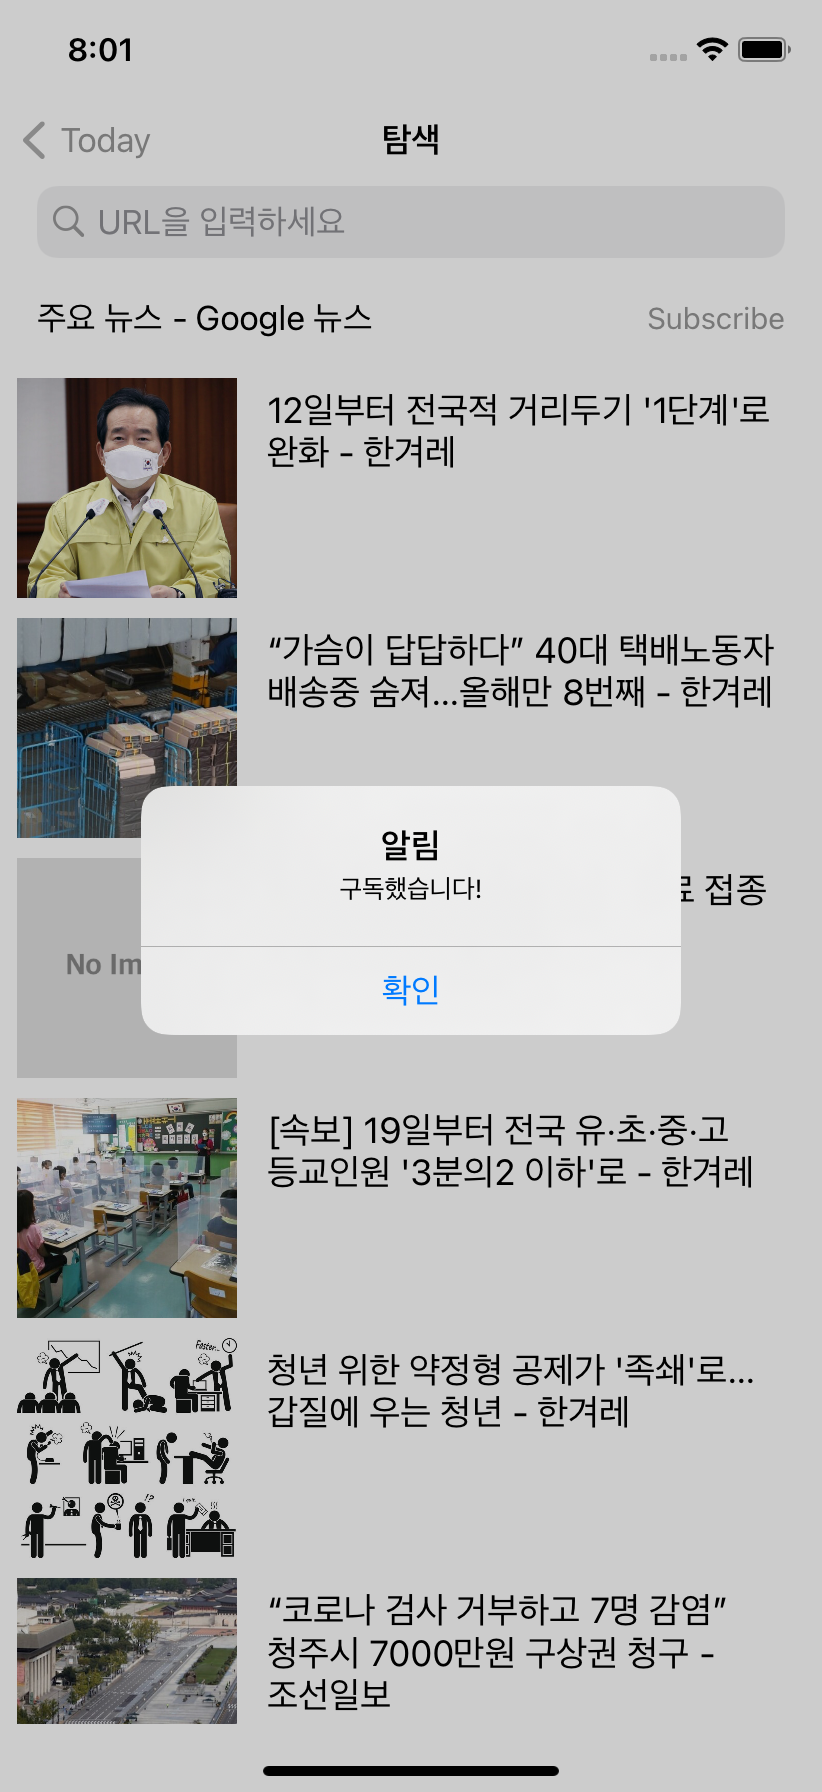 8:01
Today
탐색
URL을 입력하세요
주요 뉴스 - Google 뉴스
Subscribe
12일부터 전국적 거리두기 '1단계'로
완화 - 한겨레
“가슴이 답답하다” 40대 택배노동자
배송중 숨져...올해만 8번째 - 한겨레
알림
구독했습니다!
접종
No Im
확인
[속보] 19일부터 전국 유·초·중·고
등교인원 '3분의2 이하'로 - 한겨레
Faster...
!?
청년 위한 약정형 공제가 '족쇄'로...
갑질에 우는 청년 - 한겨레
“코로나 검사 거부하고 7명 감염”
청주시 7000만원 구상권 청구 -
조선일보